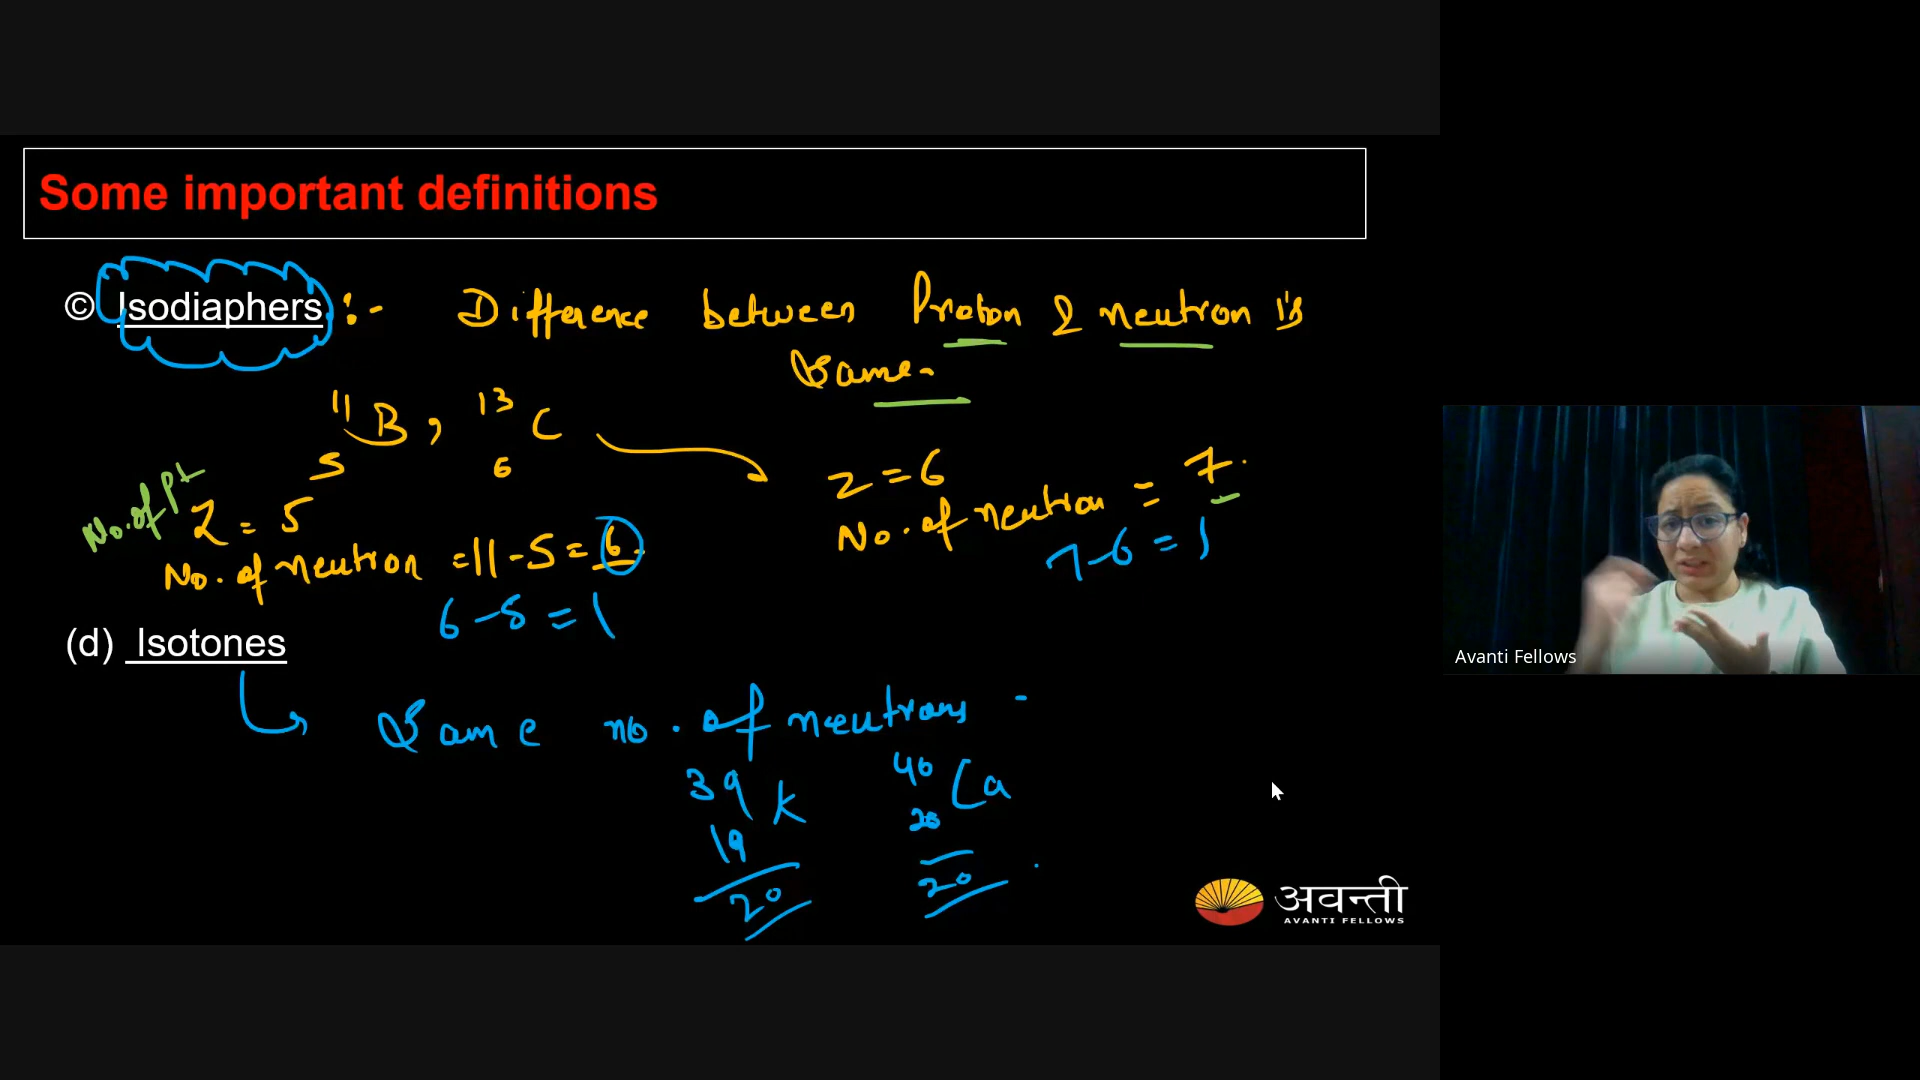 Some important definitions
© Isodiaphers :- Difference between Proton & neutron is
Same.
11 B , 13 C
5 6
No. of Pt
Z = 5
No. of neutron = 11 - 5 = 6.
6 - 5 = 1
Z = 6
No. of neutron = 7.
7-6 = 1
(d) Isotones
Same no. of neutrons -
39 K 40 Ca
19 20
20 20
Avanti Fellows
अवन्ती
AVANTI FELLOWS